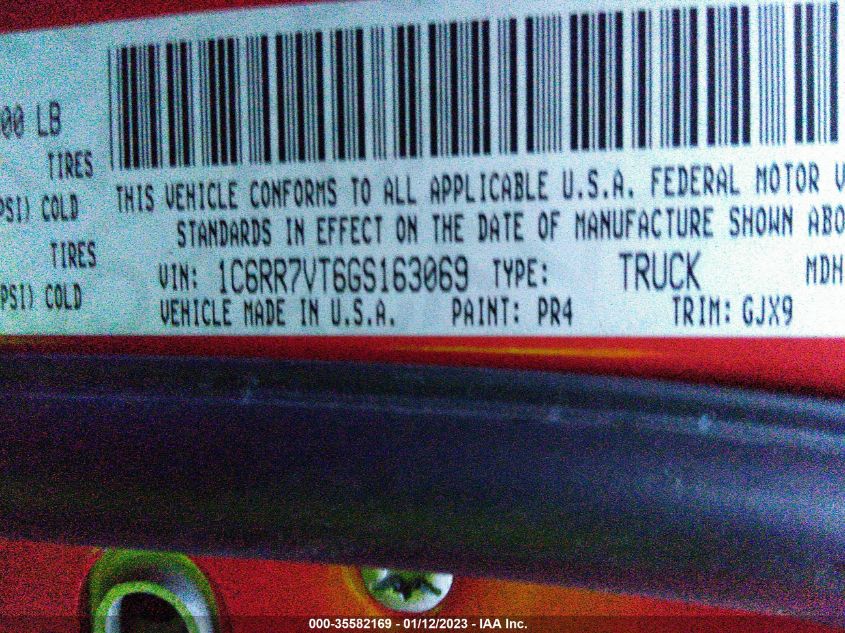 00 LB
TIRES
PSI) COLD
TIRES
PSI) COLD
THIS VEHICLE CONFORMS TO ALL APPLICABLE U.S.A. FEDERAL MOTOR V
STANDARDS IN EFFECT ON THE DATE OF MANUFACTURE SHOWN ABO
VIN: 1C6RR7VT6GS163069 TYPE: TRUCK MDH
VEHICLE MADE IN U.S.A. PAINT: PR4 TRIM: GJX9
000-35582169 - 01/12/2023 - IAA Inc.